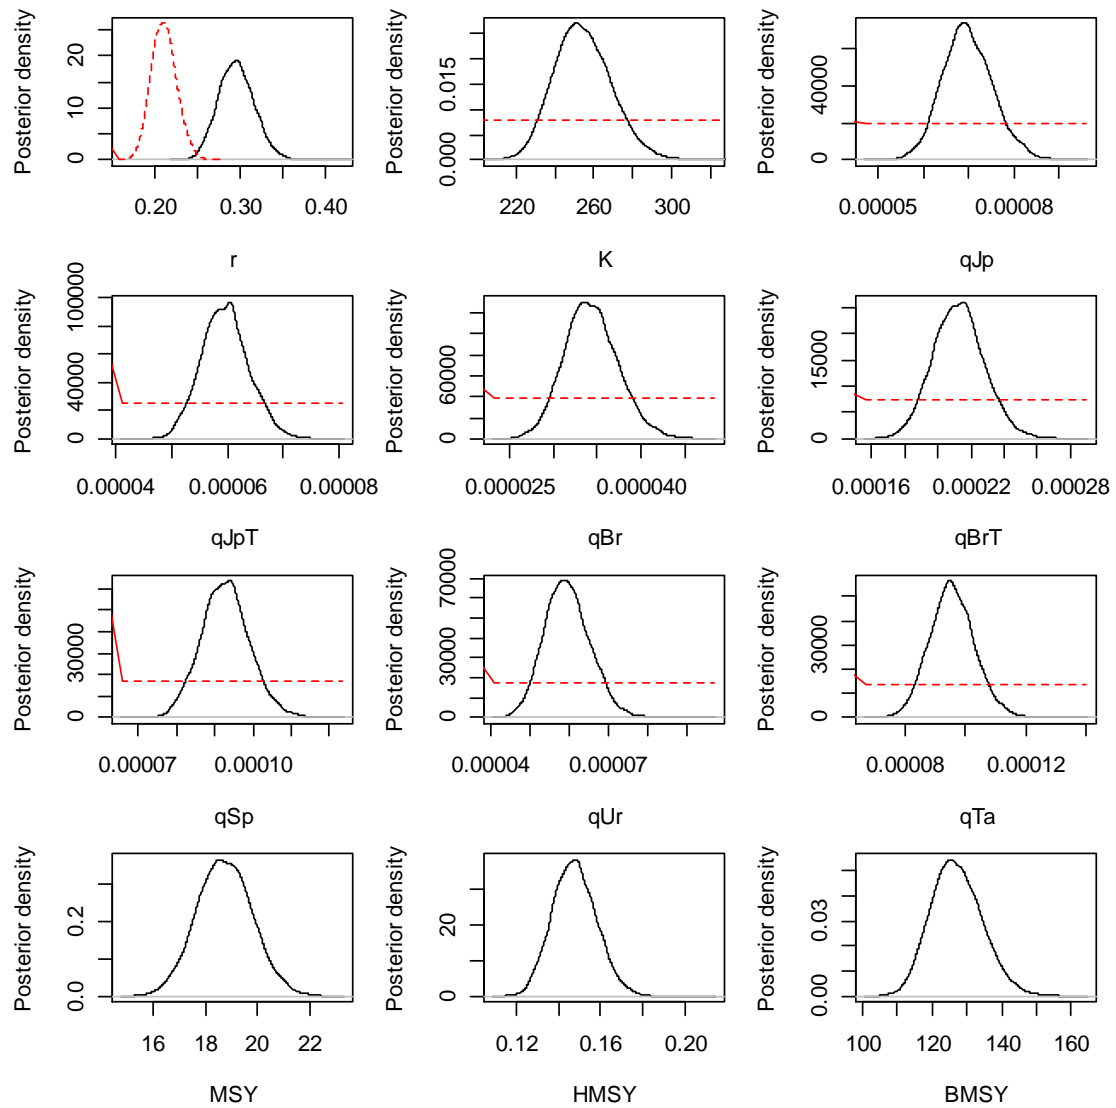 Posterior density
0 10 20
0.20 0.30 0.40
r
Posterior density
0.000 0.015
220 260 300
K
Posterior density
0 40000
0.00005 0.00008
qJp
Posterior density
0 40000 100000
0.00004 0.00006 0.00008
qJpT
Posterior density
0 60000
0.000025 0.000040
qBr
Posterior density
0 15000
0.00016 0.00022 0.00028
qBrT
Posterior density
0 30000
0.00007 0.00010
qSp
Posterior density
0 30000 70000
0.00004 0.00007
qUr
Posterior density
0 30000
0.00008 0.00012
qTa
Posterior density
0.0 0.2
16 18 20 22
MSY
Posterior density
0 20
0.12 0.16 0.20
HMSY
Posterior density
0.00 0.03
100 120 140 160
BMSY